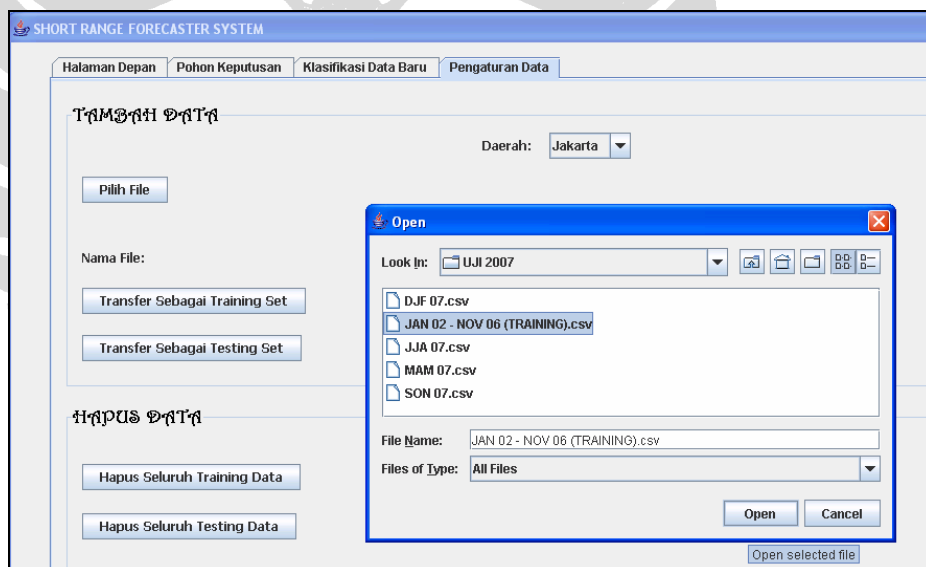 SHORT RANGE FORECASTER SYSTEM
Halaman Depan Pohon Keputusan Klasifikasi Data Baru Pengaturan Data
TAMBAH DATA
Daerah: Jakarta
Pilih File
Nama File:
Transfer Sebagai Training Set
Transfer Sebagai Testing Set
HAPUS DATA
Hapus Seluruh Training Data
Hapus Seluruh Testing Data
Open
Look In: UJI 2007
DJF 07.csv
JAN 02 - NOV 06 (TRAINING).csv
JJA 07.csv
MAM 07.csv
SON 07.csv
File Name: JAN 02 - NOV 06 (TRAINING).csv
Files of Type: All Files
Open Cancel
Open selected file